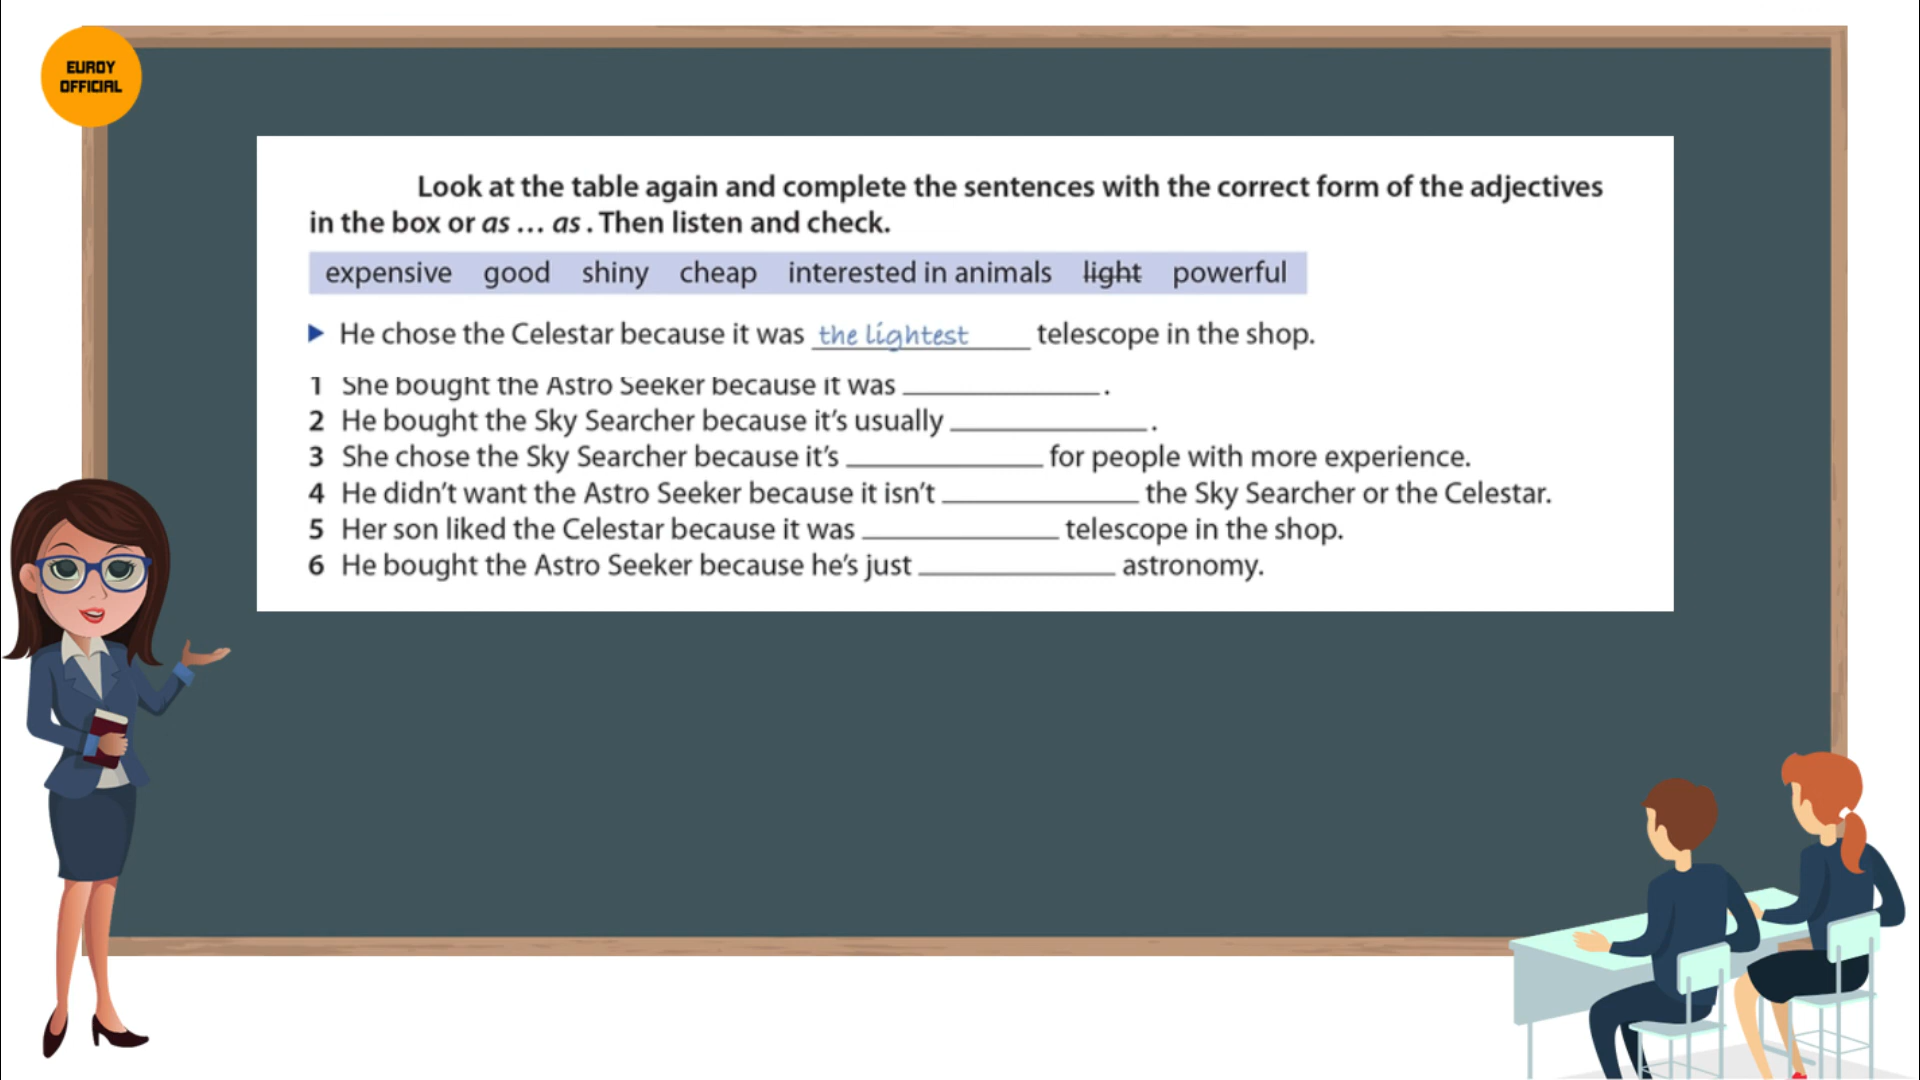 EUROY
OFFICIAL
Look at the table again and complete the sentences with the correct form of the adjectives
in the box or as ... as. Then listen and check.
expensive good shiny cheap interested in animals light powerful
▶ He chose the Celestar because it was the lightest telescope in the shop.
1 She bought the Astro Seeker because it was ____________.
2 He bought the Sky Searcher because it's usually ____________.
3 She chose the Sky Searcher because it's ____________ for people with more experience.
4 He didn't want the Astro Seeker because it isn't ____________ the Sky Searcher or the Celestar.
5 Her son liked the Celestar because it was ____________ telescope in the shop.
6 He bought the Astro Seeker because he's just ____________ astronomy.